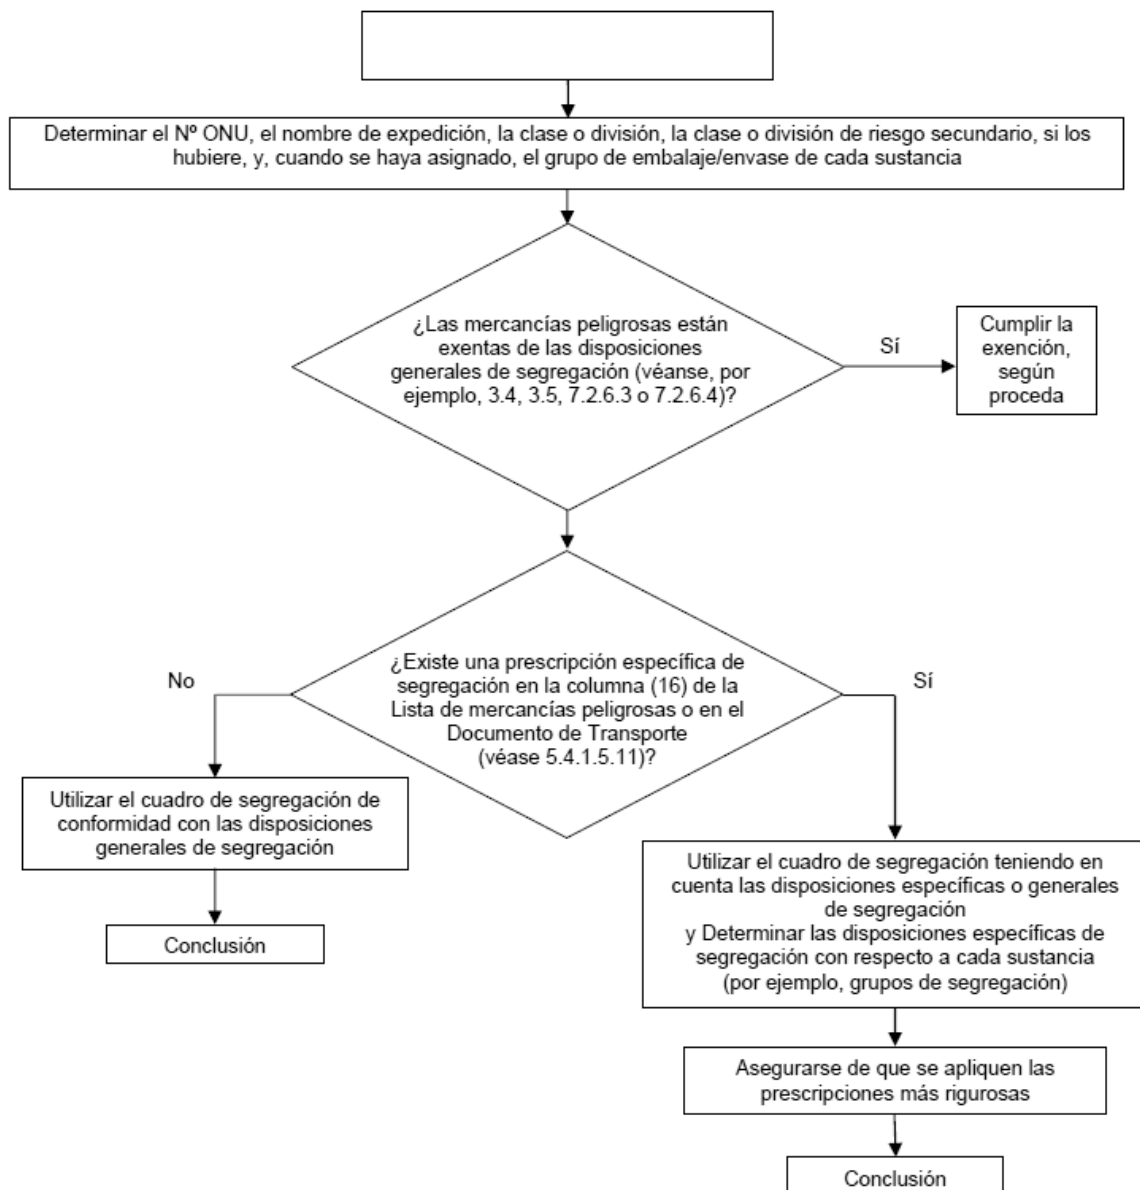 Determinar el Nº ONU, el nombre de expedición, la clase o división, la clase o división de riesgo secundario, si los
hubiere, y, cuando se haya asignado, el grupo de embalaje/envase de cada sustancia
¿Las mercancías peligrosas están
exentas de las disposiciones
generales de segregación (véanse, por
ejemplo, 3.4, 3.5, 7.2.6.3 o 7.2.6.4)?
Sí
Cumplir la
exención,
según
proceda
¿Existe una prescripción específica de
segregación en la columna (16) de la
Lista de mercancías peligrosas o en el
Documento de Transporte
(véase 5.4.1.5.11)?
No
Sí
Utilizar el cuadro de segregación de
conformidad con las disposiciones
generales de segregación
Conclusión
Utilizar el cuadro de segregación teniendo en
cuenta las disposiciones específicas o generales
de segregación
y Determinar las disposiciones específicas de
segregación con respecto a cada sustancia
(por ejemplo, grupos de segregación)
Asegurarse de que se apliquen las
prescripciones más rigurosas
Conclusión